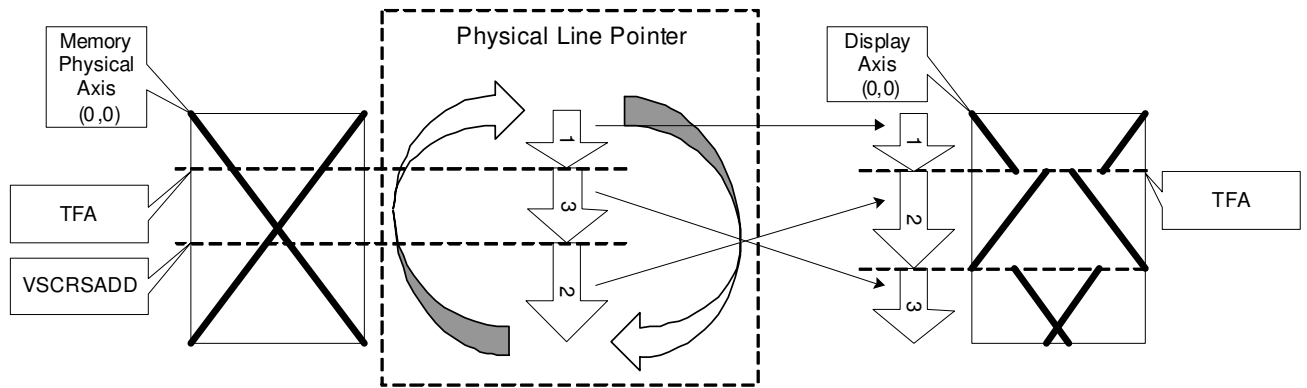 Memory
Physical
Axis
(0,0)
TFA
VSCRSADD
Physical Line Pointer
1
3
2
Display
Axis
(0,0)
1
2
3
TFA